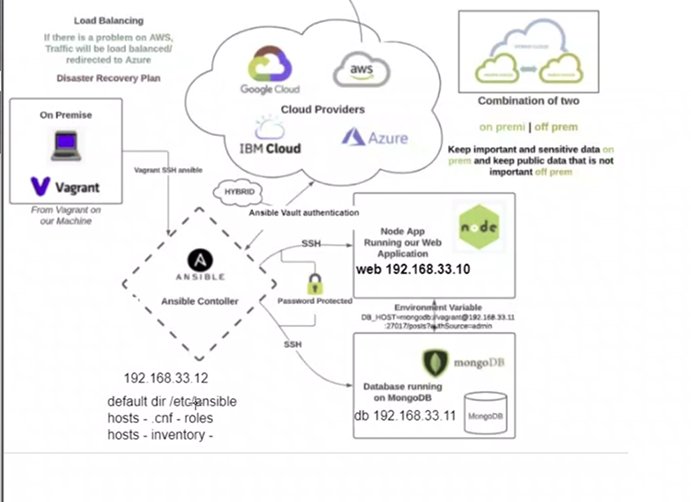 Load Balancing
If there is a problem on AWS,
Traffic will be load balanced/
redirected to Azure
Disaster Recovery Plan
On Premise
Vagrant
From Vagrant on
our Machine
Vagrant SSH ansible
Google Cloud
aws
Cloud Providers
IBM Cloud
Azure
HYBRID
Ansible Vault authentication
Combination of two
on premi | off prem
Keep important and sensitive data on
prem and keep public data that is not
important off prem
ANSIBLE
Ansible Contoller
SSH
Password Protected
SSH
node
Node App
Running our Web
Application
web 192.168.33.10
Environment Variable
DB_HOST=mongodb://vagrant@192.168.33.11
:27017/posts?authSource=admin
mongoDB
Database running
on MongoDB
db 192.168.33.11
MongoDB
192.168.33.12
default dir /etc/ansible
hosts - .cnf - roles
hosts - inventory -